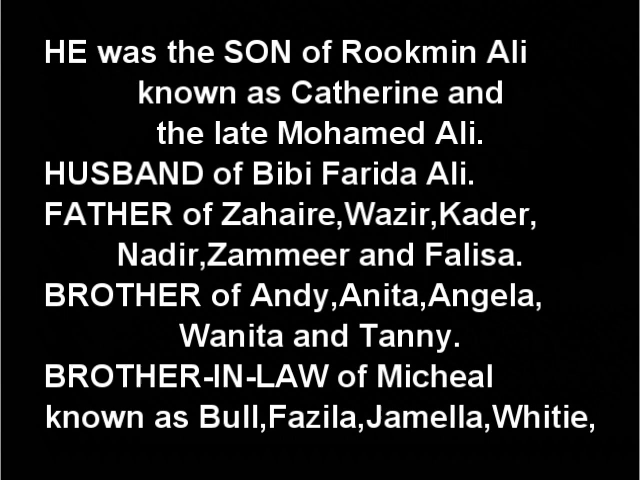 HE was the SON of Rookmin Ali
known as Catherine and
the late Mohamed Ali.
HUSBAND of Bibi Farida Ali.
FATHER of Zahaire,Wazir,Kader,
Nadir,Zammeer and Falisa.
BROTHER of Andy,Anita,Angela,
Wanita and Tanny.
BROTHER-IN-LAW of Micheal
known as Bull,Fazila,Jamella,Whitie,